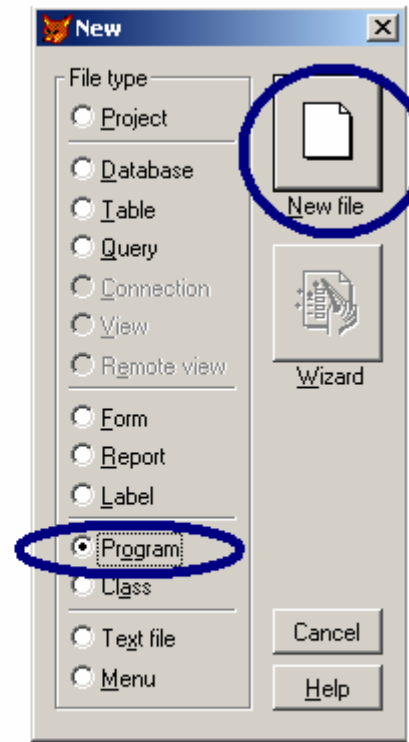 New
File type
Project
Database
Table
Query
Connection
View
Remote view
Form
Report
Label
Program
Class
Text file
Menu
New file
Wizard
Cancel
Help